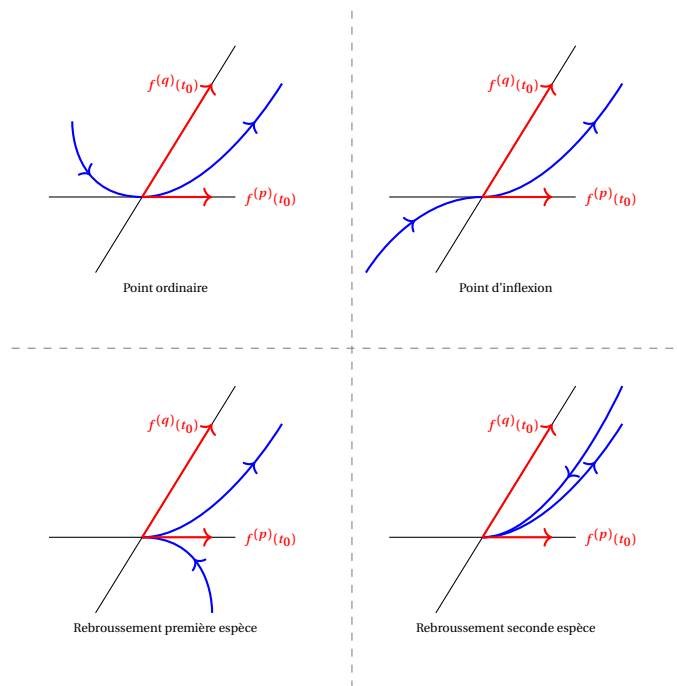 f^(q)(t_0)
f^(p)(t_0)
Point ordinaire
f^(q)(t_0)
f^(p)(t_0)
Point d'inflexion
f^(q)(t_0)
f^(p)(t_0)
Rebroussement première espèce
f^(q)(t_0)
f^(p)(t_0)
Rebroussement seconde espèce